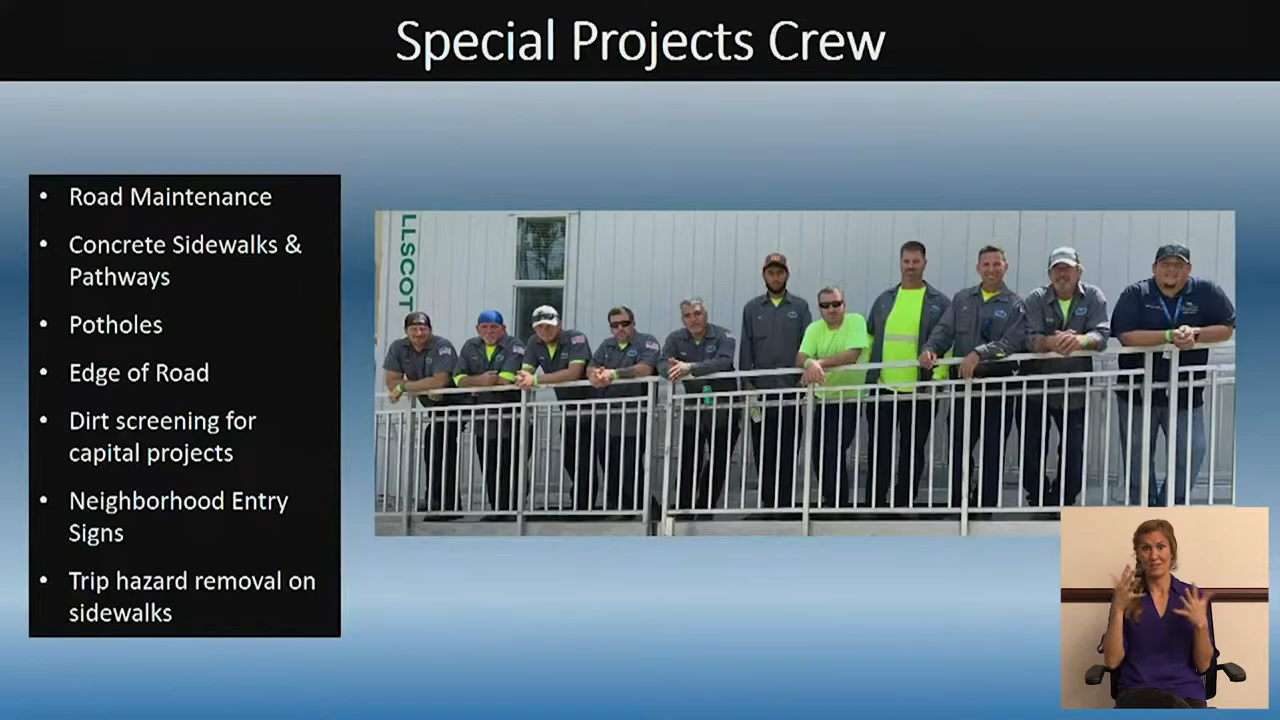 Special Projects Crew
• Road Maintenance
• Concrete Sidewalks &
Pathways
• Potholes
• Edge of Road
• Dirt screening for
capital projects
• Neighborhood Entry
Signs
• Trip hazard removal on
sidewalks
LLSCOT